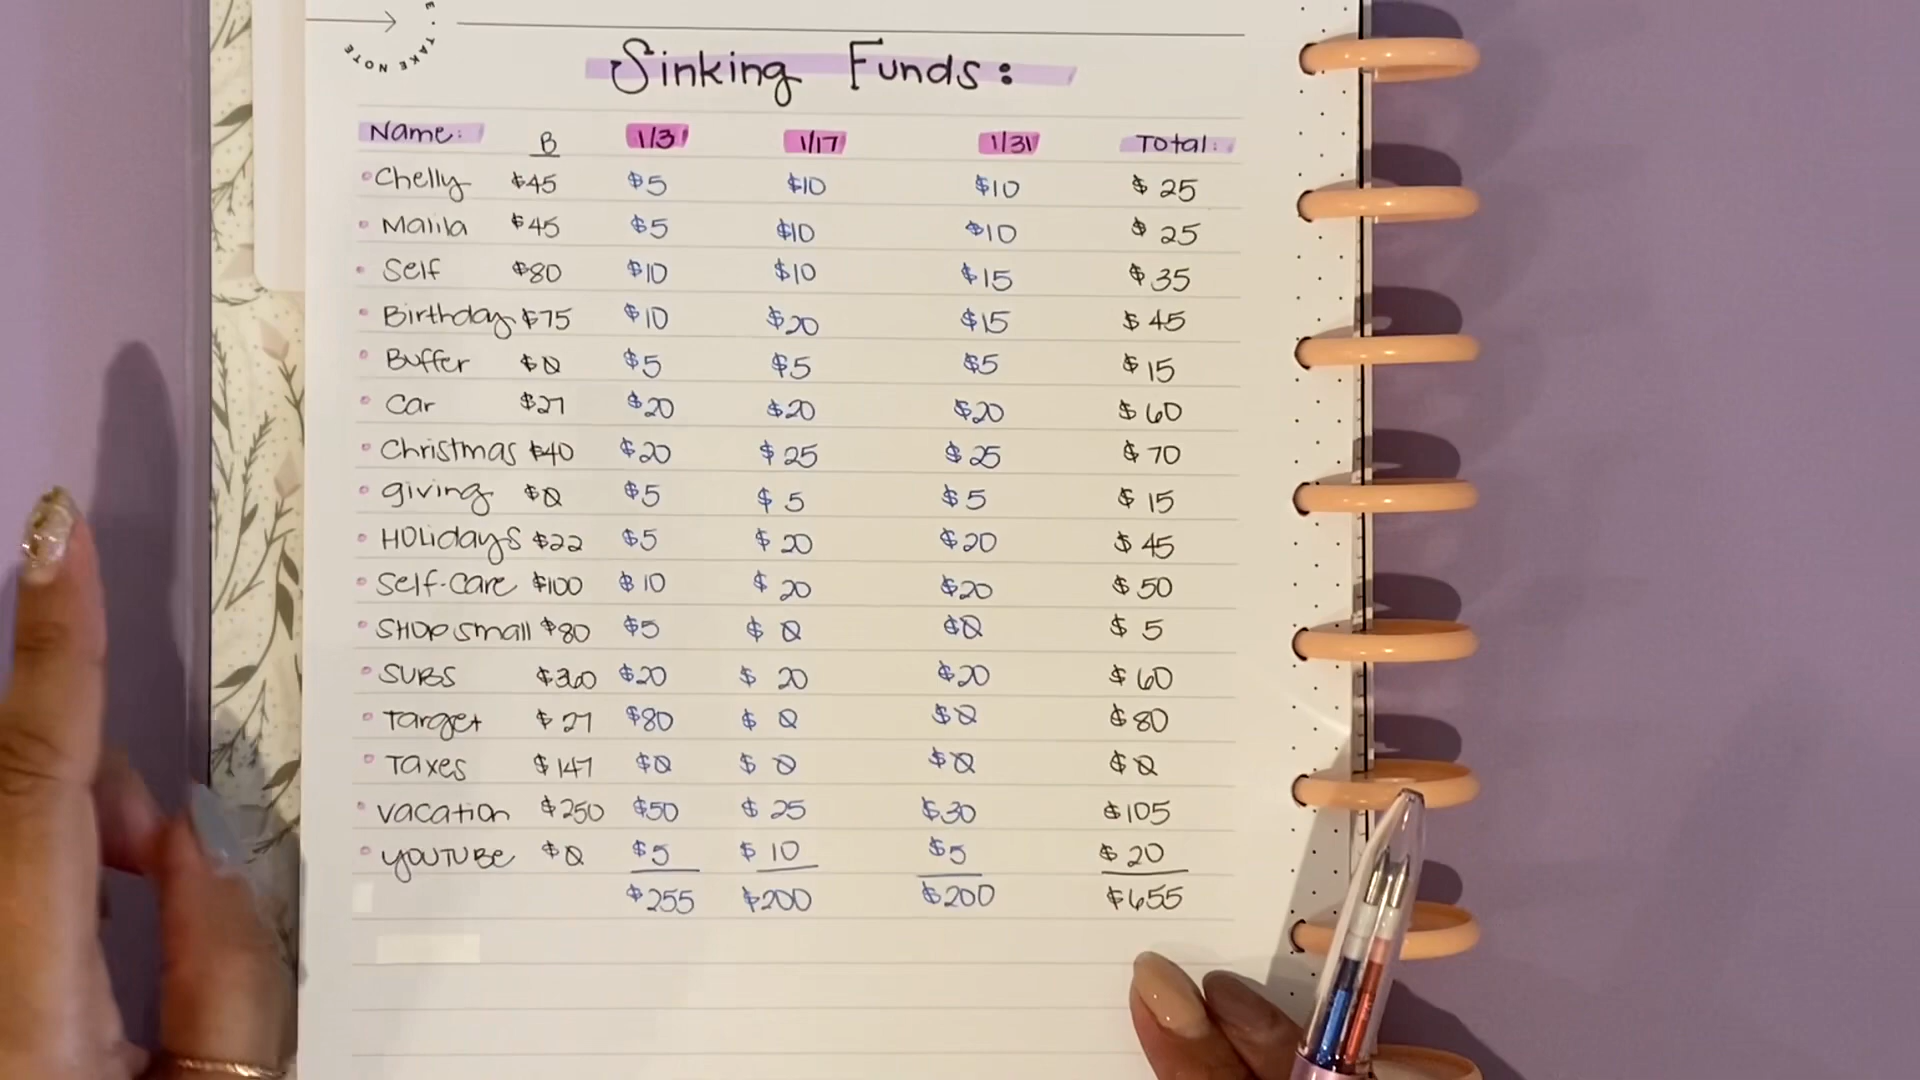 E · TAKE NOTE
Sinking Funds:
Name: B 1/3 1/17 1/31 Total:
Chelly $45 $5 $10 $10 $25
Malila $45 $5 $10 $10 $25
Self $80 $10 $10 $15 $35
Birthday $75 $10 $20 $15 $45
Buffer $0 $5 $5 $5 $15
Car $27 $20 $20 $20 $60
Christmas $40 $20 $25 $25 $70
giving $0 $5 $5 $5 $15
Holidays $22 $5 $20 $20 $45
Self-Care $100 $10 $20 $20 $50
Shop small $80 $5 $0 $0 $5
SUBS $360 $20 $20 $20 $60
Target $27 $80 $0 $0 $80
Taxes $147 $0 $0 $0 $0
vacation $250 $50 $25 $30 $105
YOUTUBE $0 $5 $10 $5 $20
$255 $200 $200 $655